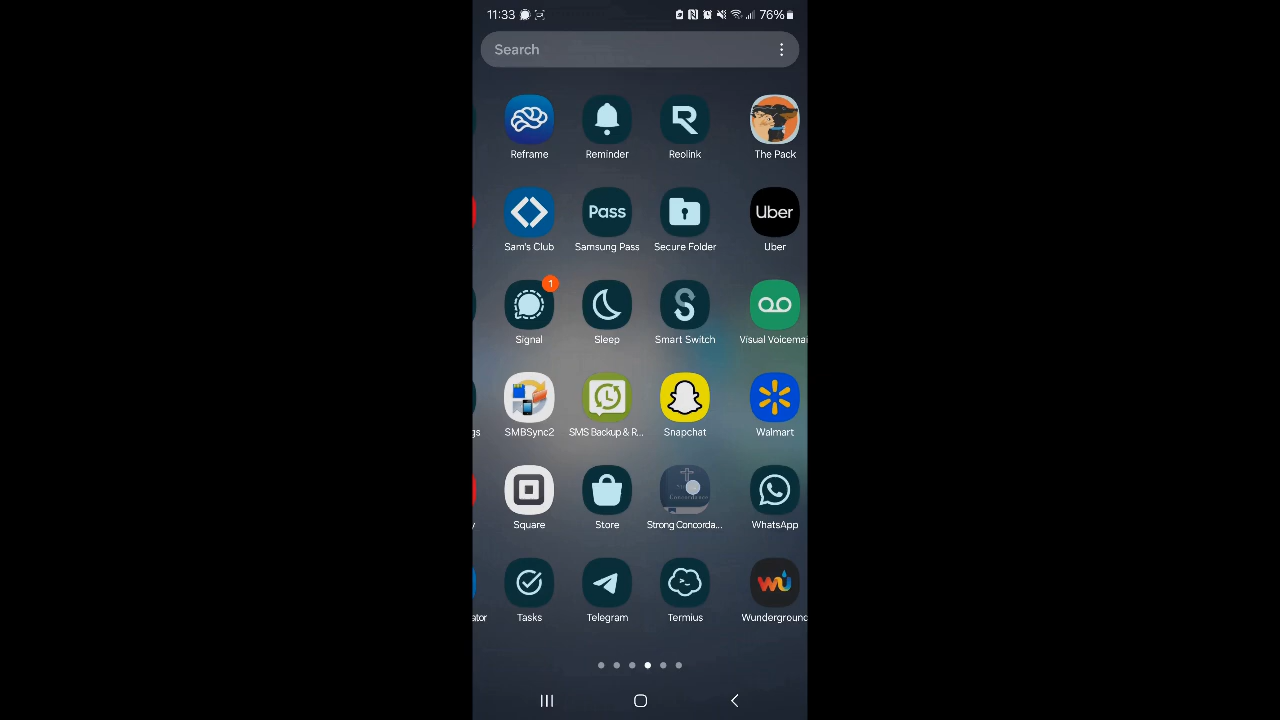 11:33 76%
Search
Reframe Reminder Reolink The Pack
Pass Uber
Sam's Club Samsung Pass Secure Folder Uber
1
Signal Sleep Smart Switch Visual Voicemai
gs SMBSync2 SMS Backup & R... Snapchat Walmart
y Square Store Strong Concorda... WhatsApp
ator Tasks Telegram Termius Wunderground